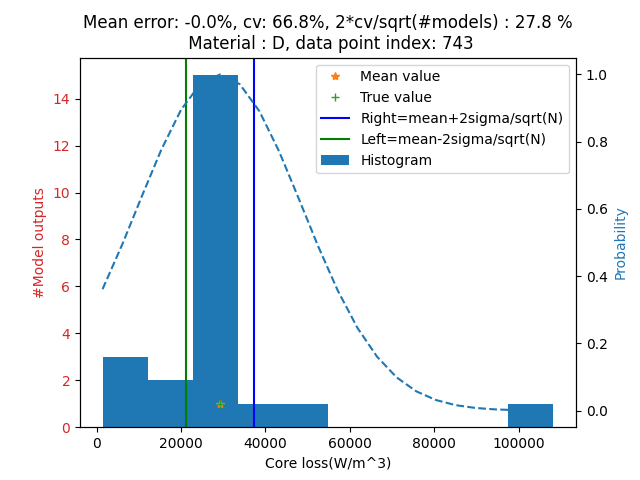 Mean error: -0.0%, cv: 66.8%, 2*cv/sqrt(#models) : 27.8 %
Material : D, data point index: 743
#Model outputs
14
12
10
8
6
4
2
0
Mean value
True value
Right=mean+2sigma/sqrt(N)
Left=mean-2sigma/sqrt(N)
Histogram
1.0
0.8
0.6
0.4
0.2
0.0
Probability
0 20000 40000 60000 80000 100000
Core loss(W/m^3)